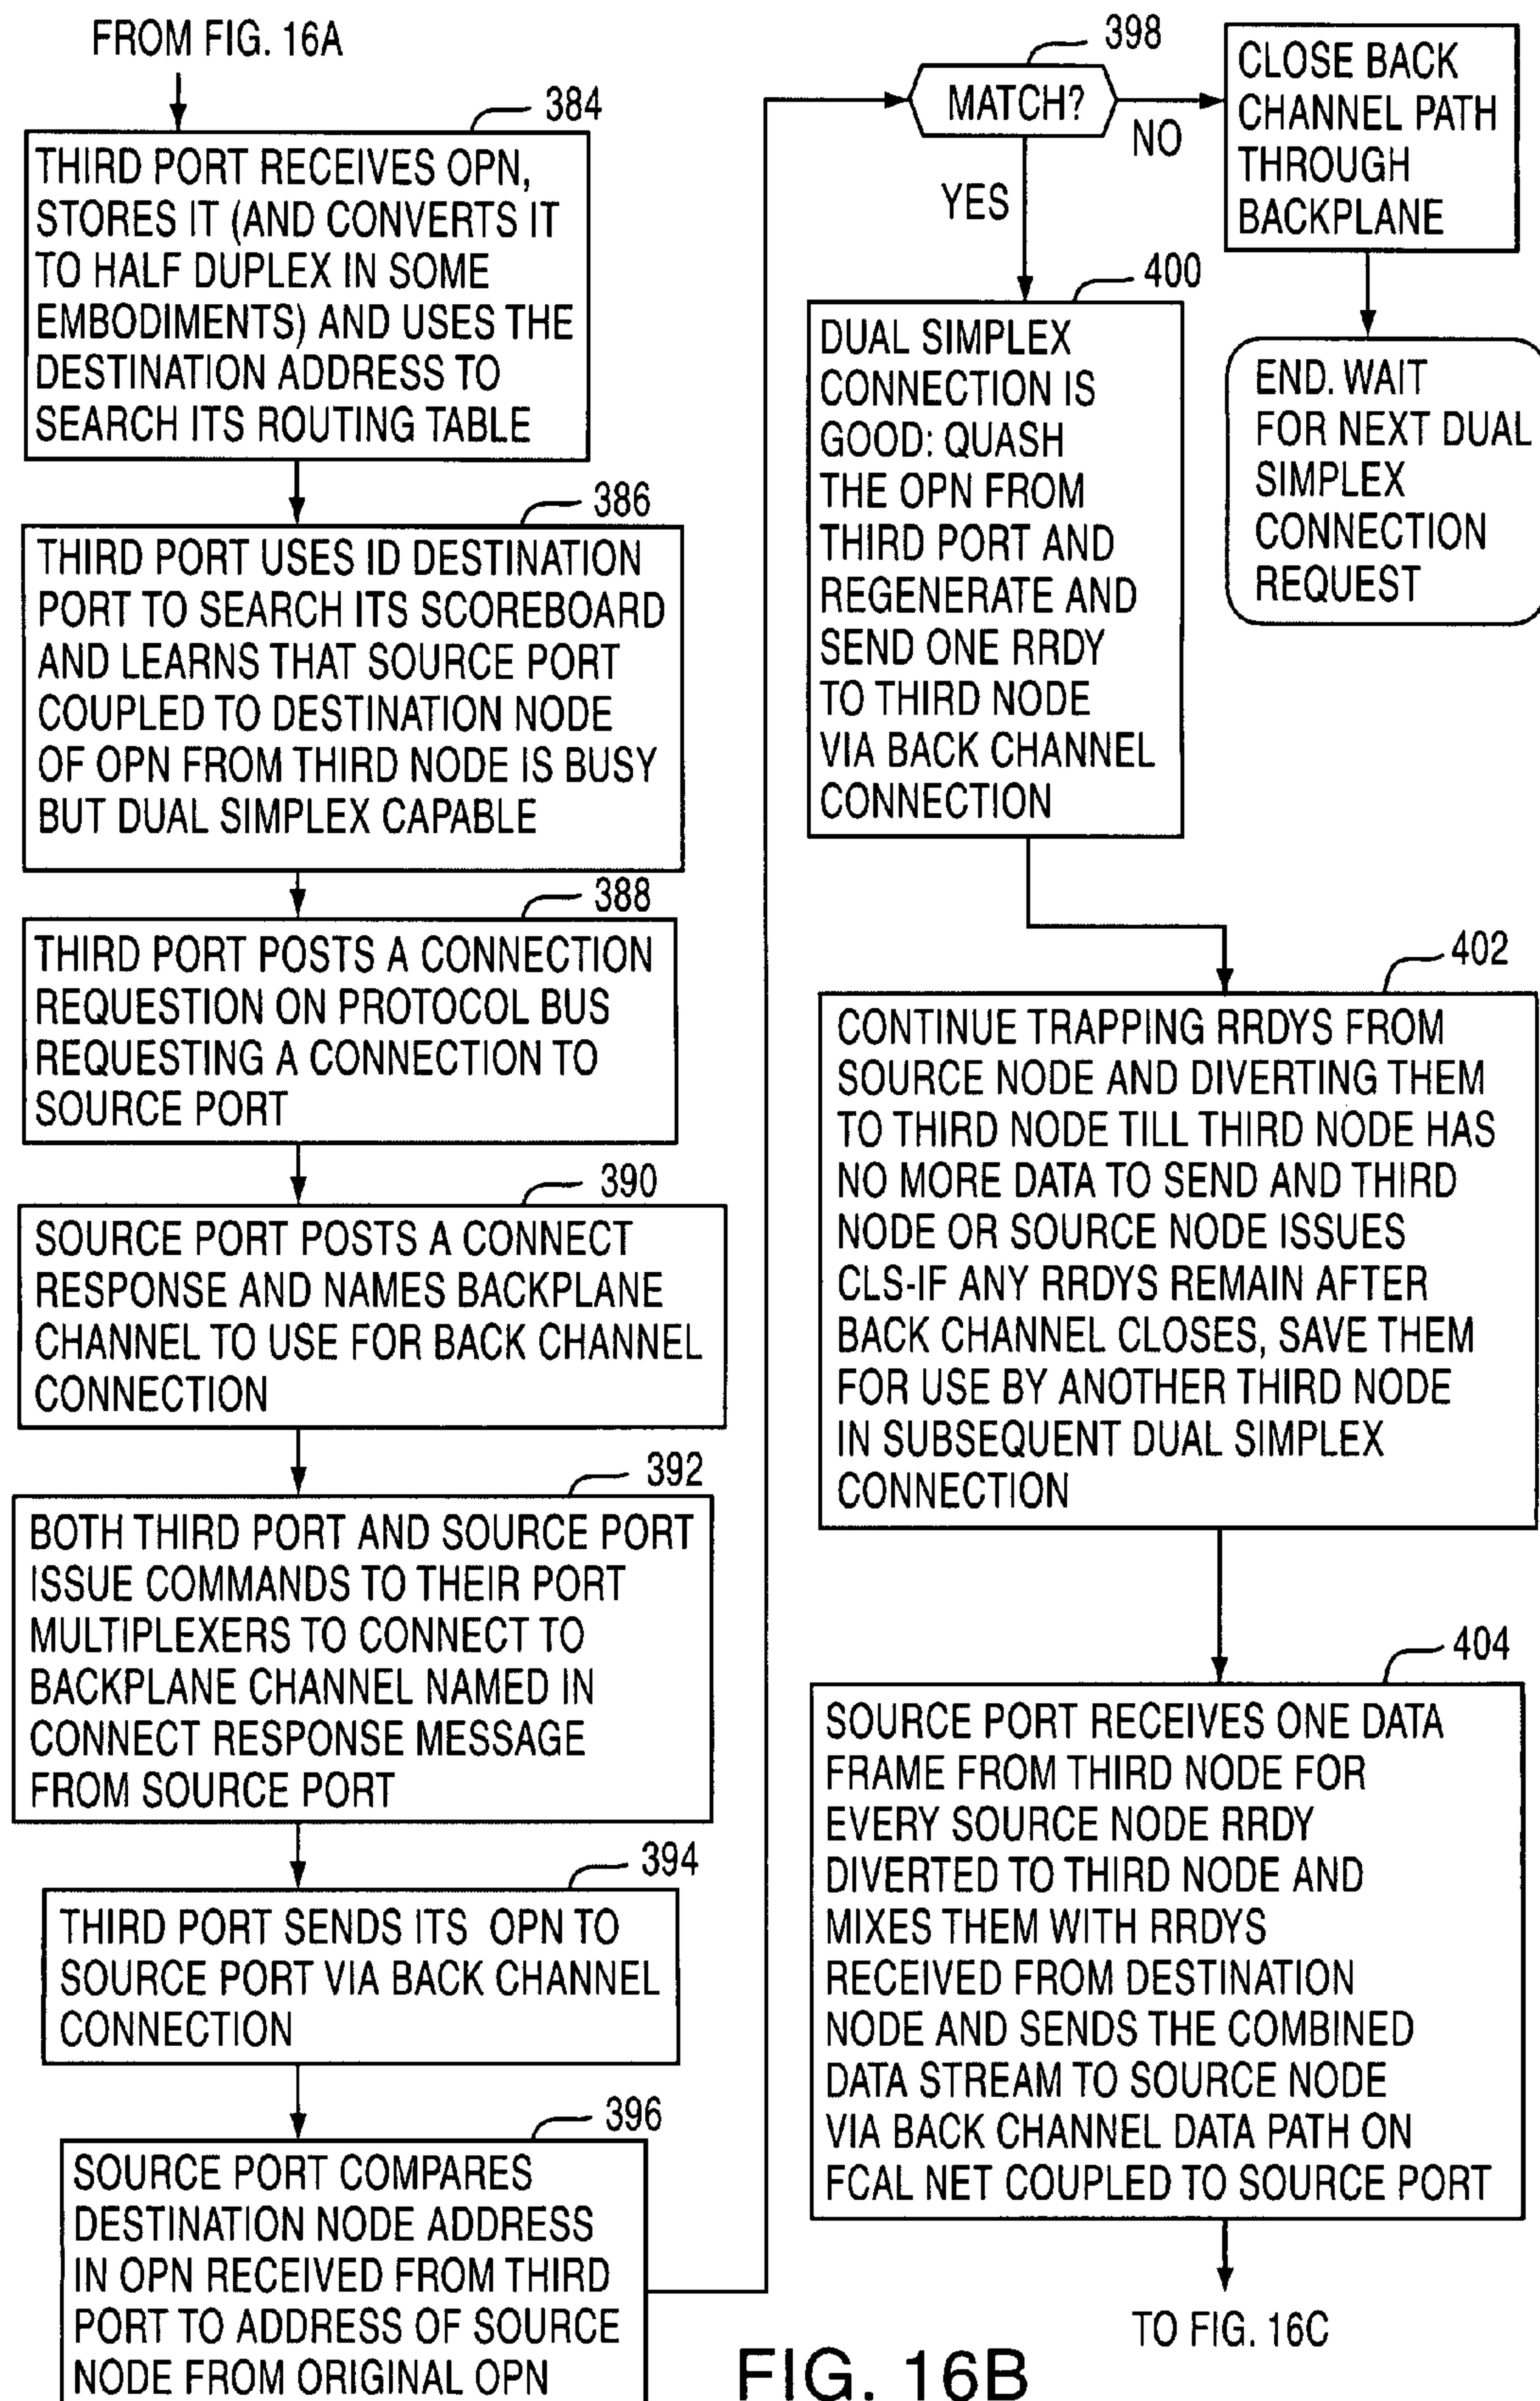 FROM FIG. 16A
384
THIRD PORT RECEIVES OPN,
STORES IT (AND CONVERTS IT
TO HALF DUPLEX IN SOME
EMBODIMENTS) AND USES THE
DESTINATION ADDRESS TO
SEARCH ITS ROUTING TABLE
386
THIRD PORT USES ID DESTINATION
PORT TO SEARCH ITS SCOREBOARD
AND LEARNS THAT SOURCE PORT
COUPLED TO DESTINATION NODE
OF OPN FROM THIRD NODE IS BUSY
BUT DUAL SIMPLEX CAPABLE
388
THIRD PORT POSTS A CONNECTION
REQUESTION ON PROTOCOL BUS
REQUESTING A CONNECTION TO
SOURCE PORT
390
SOURCE PORT POSTS A CONNECT
RESPONSE AND NAMES BACKPLANE
CHANNEL TO USE FOR BACK CHANNEL
CONNECTION
392
BOTH THIRD PORT AND SOURCE PORT
ISSUE COMMANDS TO THEIR PORT
MULTIPLEXERS TO CONNECT TO
BACKPLANE CHANNEL NAMED IN
CONNECT RESPONSE MESSAGE
FROM SOURCE PORT
394
THIRD PORT SENDS ITS OPN TO
SOURCE PORT VIA BACK CHANNEL
CONNECTION
396
SOURCE PORT COMPARES
DESTINATION NODE ADDRESS
IN OPN RECEIVED FROM THIRD
PORT TO ADDRESS OF SOURCE
NODE FROM ORIGINAL OPN
398
MATCH?
NO
YES
CLOSE BACK
CHANNEL PATH
THROUGH
BACKPLANE
END. WAIT
FOR NEXT DUAL
SIMPLEX
CONNECTION
REQUEST
400
DUAL SIMPLEX
CONNECTION IS
GOOD: QUASH
THE OPN FROM
THIRD PORT AND
REGENERATE AND
SEND ONE RRDY
TO THIRD NODE
VIA BACK CHANNEL
CONNECTION
402
CONTINUE TRAPPING RRDYS FROM
SOURCE NODE AND DIVERTING THEM
TO THIRD NODE TILL THIRD NODE HAS
NO MORE DATA TO SEND AND THIRD
NODE OR SOURCE NODE ISSUES
CLS-IF ANY RRDYS REMAIN AFTER
BACK CHANNEL CLOSES, SAVE THEM
FOR USE BY ANOTHER THIRD NODE
IN SUBSEQUENT DUAL SIMPLEX
CONNECTION
404
SOURCE PORT RECEIVES ONE DATA
FRAME FROM THIRD NODE FOR
EVERY SOURCE NODE RRDY
DIVERTED TO THIRD NODE AND
MIXES THEM WITH RRDYS
RECEIVED FROM DESTINATION
NODE AND SENDS THE COMBINED
DATA STREAM TO SOURCE NODE
VIA BACK CHANNEL DATA PATH ON
FCAL NET COUPLED TO SOURCE PORT
TO FIG. 16C
FIG. 16B